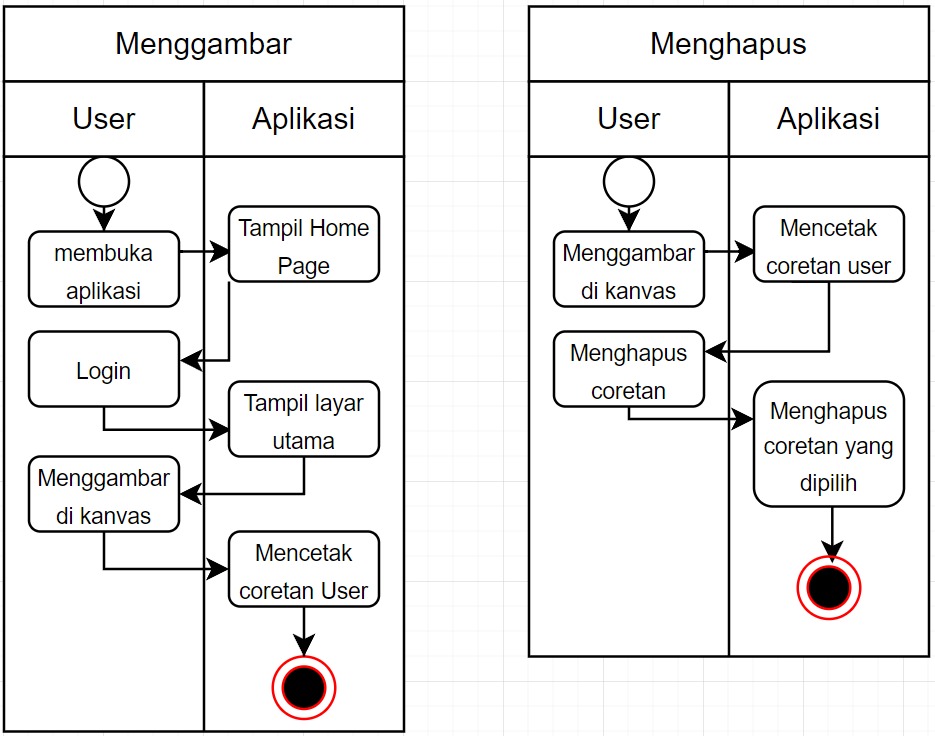 Menggambar
User
Aplikasi
membuka
aplikasi
Tampil Home
Page
Login
Tampil layar
utama
Menggambar
di kanvas
Mencetak
coretan User
Menghapus
User
Aplikasi
Menggambar
di kanvas
Mencetak
coretan user
Menghapus
coretan
Menghapus
coretan yang
dipilih